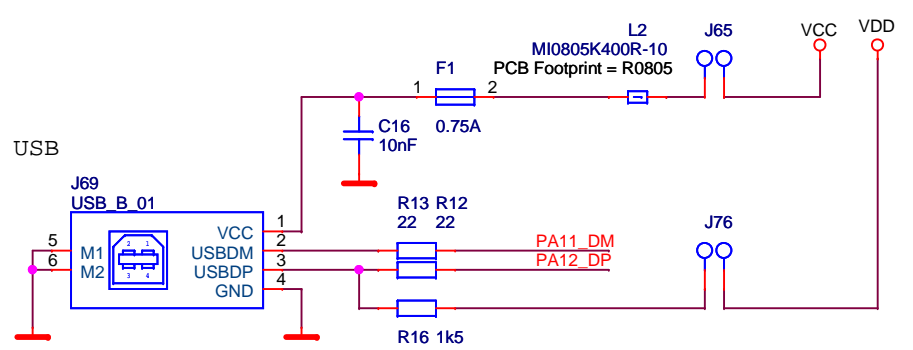 L2
J65
VCC
VDD
MI0805K400R-10
PCB Footprint = R0805
F1
1
2
C16
10nF
0.75A
USB
J69
USB_B_01
R13 R12
22 22
J76
VCC
1
5
M1
USBDM
2
PA11_DM
6
M2
USBDP
3
PA12_DP
GND
4
2 1
3 4
R16 1k5